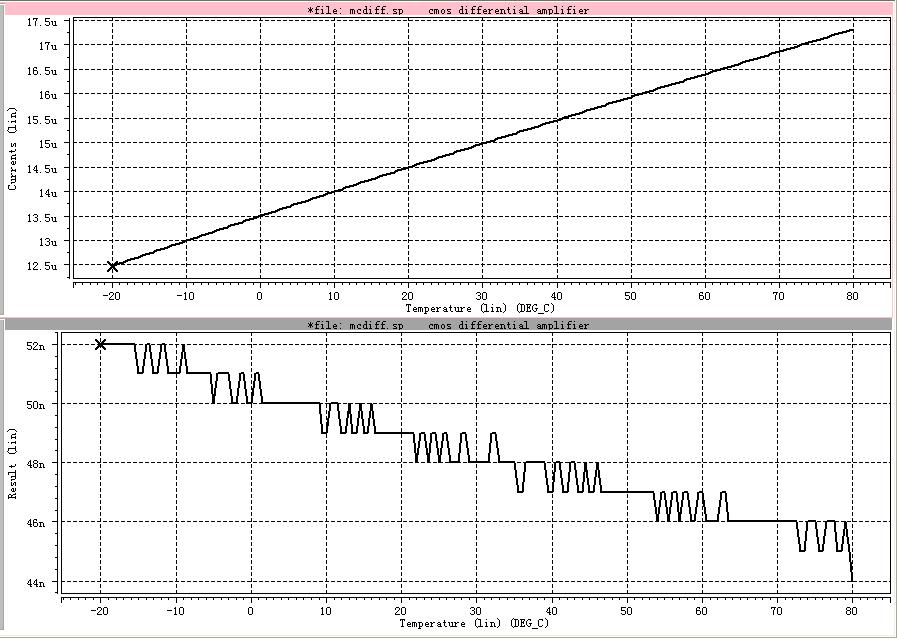 *file: mcdiff.sp    cmos differential amplifier
17.5u
17u
16.5u
16u
15.5u
15u
14.5u
14u
13.5u
13u
12.5u
Currents (lin)
-20 -10 0 10 20 30 40 50 60 70 80
Temperature (lin) (DEG_C)
*file: mcdiff.sp    cmos differential amplifier
52n
50n
48n
46n
44n
Result (lin)
-20 -10 0 10 20 30 40 50 60 70 80
Temperature (lin) (DEG_C)